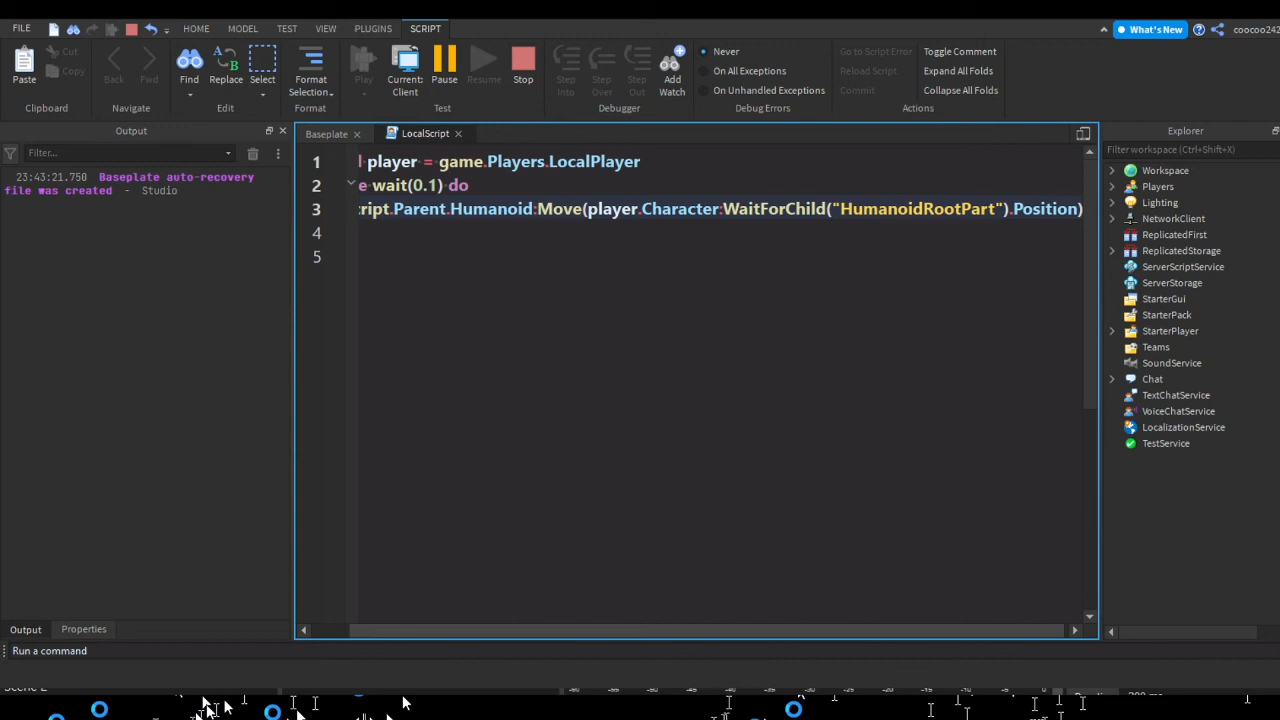 FILE HOME MODEL TEST VIEW PLUGINS SCRIPT What's New coocoo242
Paste Cut Copy Back Fwd Find Replace Select Format Selection Play Current: Client Pause Resume Stop Step Into Step Over Step Out Add Watch Never On All Exceptions On Unhandled Exceptions Go to Script Error Reload Script Commit Toggle Comment Expand All Folds Collapse All Folds
Clipboard Navigate Edit Format Test Debugger Debug Errors Actions
Output Baseplate LocalScript Explorer
Filter... Filter workspace (Ctrl+Shift+X)
23:43:21.750 Baseplate auto-recovery
file was created - Studio
1 l player = game.Players.LocalPlayer
2 e wait(0.1) do
3 ript.Parent.Humanoid:Move(player.Character:WaitForChild("HumanoidRootPart").Position)
4
5
Workspace
Players
Lighting
NetworkClient
ReplicatedFirst
ReplicatedStorage
ServerScriptService
ServerStorage
StarterGui
StarterPack
StarterPlayer
Teams
SoundService
Chat
TextChatService
VoiceChatService
LocalizationService
TestService
Output Properties
Run a command